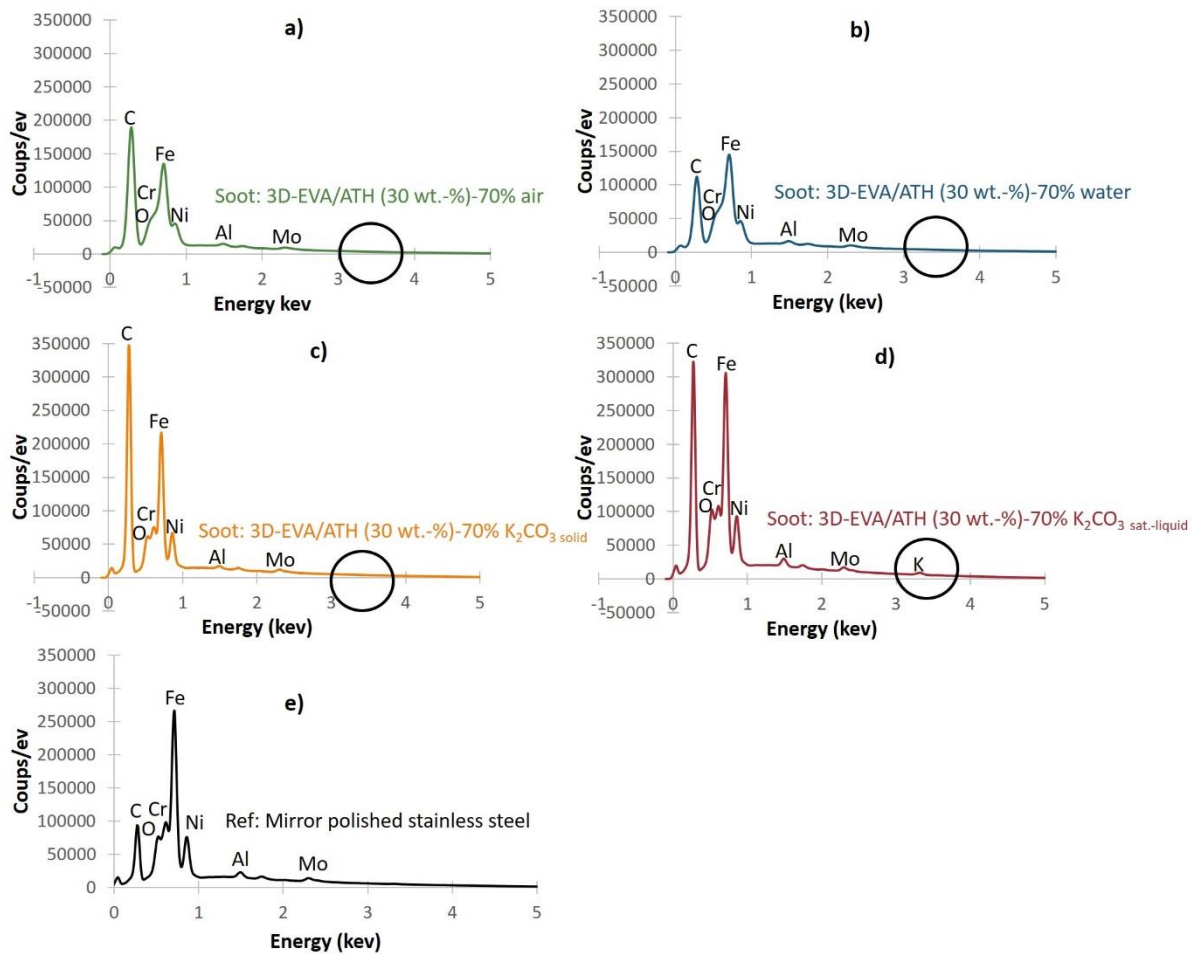 a)
350000
300000
250000
200000
150000
100000
50000
0
-50000
Coups/ev
C
Fe
Cr
O
Ni
Al
Mo
Soot: 3D-EVA/ATH (30 wt.-%)-70% air
-1 0 1 2 3 4 5
Energy kev
b)
350000
300000
250000
200000
150000
100000
50000
0
-50000
Coups/ev
C
Fe
Cr
O
Ni
Al
Mo
Soot: 3D-EVA/ATH (30 wt.-%)-70% water
-1 0 1 2 3 4 5
Energy (kev)
c)
350000
300000
250000
200000
150000
100000
50000
0
-50000
Coups/ev
C
Fe
Cr
O
Ni
Al
Mo
Soot: 3D-EVA/ATH (30 wt.-%)-70% K₂CO₃ solid
-1 0 1 2 3 4 5
Energy (kev)
d)
350000
300000
250000
200000
150000
100000
50000
0
-50000
Coups/ev
C
Fe
Cr
O
Ni
Al
Mo
K
Soot: 3D-EVA/ATH (30 wt.-%)-70% K₂CO₃ sat.-liquid
-1 0 1 2 3 4 5
Energy (kev)
e)
350000
300000
250000
200000
150000
100000
50000
0
Coups/ev
Fe
C
Cr
O
Ni
Al
Mo
Ref: Mirror polished stainless steel
0 1 2 3 4 5
Energy (kev)